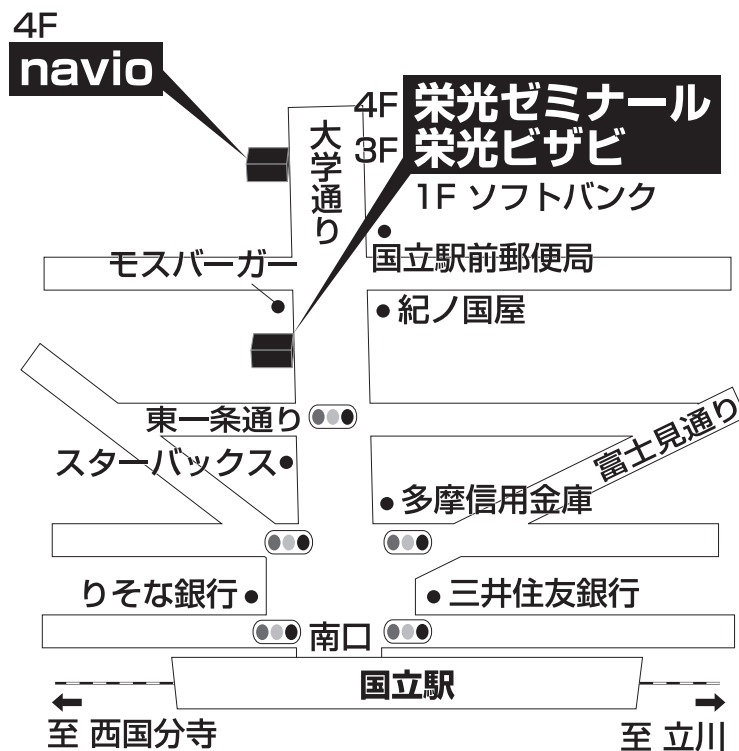 4F
navio
4F 栄光ゼミナール
3F 栄光ビザビ
1F ソフトバンク
大学通り
モスバーガー
国立駅前郵便局
紀ノ国屋
東一条通り
富士見通り
スターバックス
多摩信用金庫
りそな銀行
三井住友銀行
南口
国立駅
至 西国分寺
至 立川